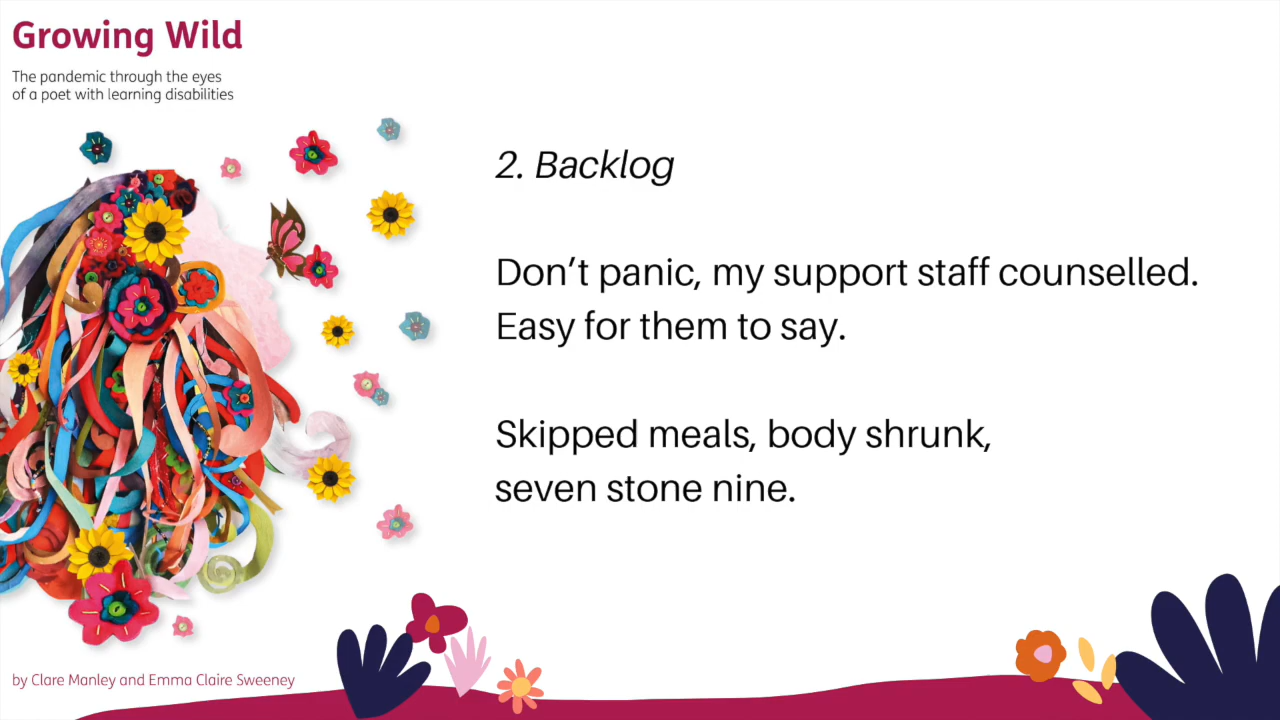 Growing Wild
The pandemic through the eyes
of a poet with learning disabilities
2. Backlog
Don’t panic, my support staff counselled.
Easy for them to say.
Skipped meals, body shrunk,
seven stone nine.
by Clare Manley and Emma Claire Sweeney